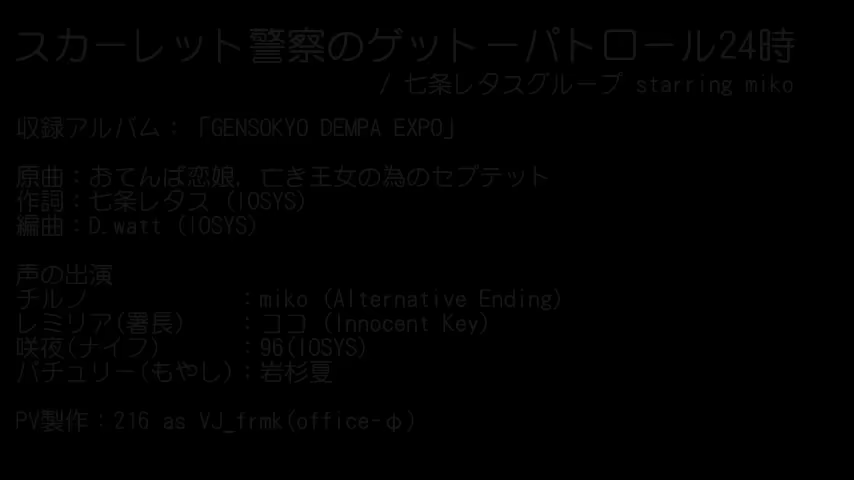 スカーレット警察のゲットーパトロール24時
/ 七条レタスグループ starring miko
収録アルバム：「GENSOKYO DEMPA EXPO」
原曲：おてんば恋娘, 亡き王女の為のセプテット
作詞：七条レタス (IOSYS)
編曲：D.watt (IOSYS)
声の出演
チルノ ：miko (Alternative Ending)
レミリア(署長) ：ココ (Innocent Key)
咲夜(ナイフ) ：96(IOSYS)
パチュリー(もやし)：岩杉夏
PV製作：216 as VJ_frmk(office-φ)